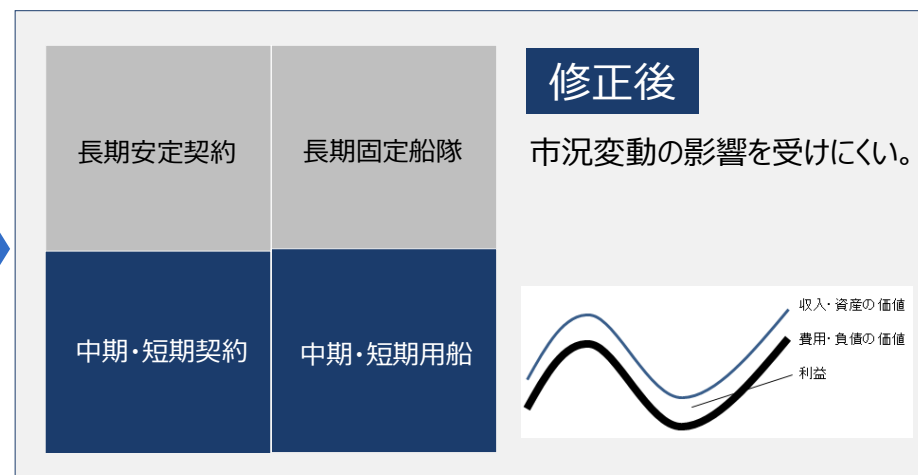 修正後
長期安定契約
長期固定船隊
市況変動の影響を受けにくい。
中期・短期契約
中期・短期用船
収入・資産の価値
費用・負債の価値
利益